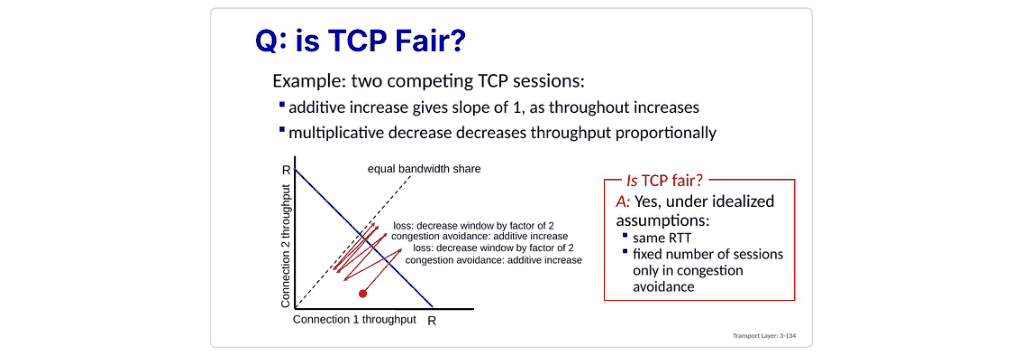 Q: is TCP Fair?
Example: two competing TCP sessions:
additive increase gives slope of 1, as throughout increases
multiplicative decrease decreases throughput proportionally
R
equal bandwidth share
Connection 2 throughput
loss: decrease window by factor of 2
congestion avoidance: additive increase
loss: decrease window by factor of 2
congestion avoidance: additive increase
Connection 1 throughput
R
Is TCP fair?
A: Yes, under idealized
assumptions:
same RTT
fixed number of sessions
only in congestion
avoidance
Transport Layer: 3-134